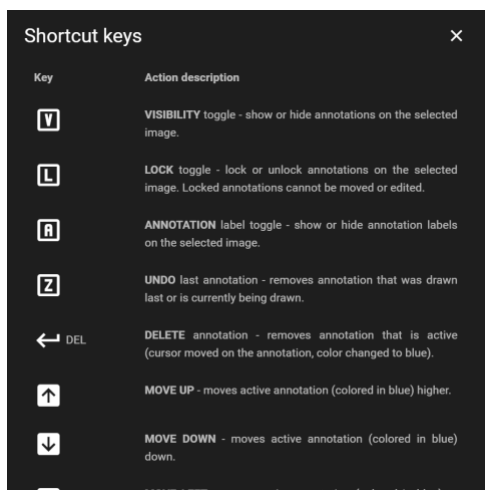 Shortcut keys
Key Action description
V VISIBILITY toggle - show or hide annotations on the selected
image.
L LOCK toggle - lock or unlock annotations on the selected
image. Locked annotations cannot be moved or edited.
A ANNOTATION label toggle - show or hide annotation labels
on the selected image.
Z UNDO last annotation - removes annotation that was drawn
last or is currently being drawn.
DEL DELETE annotation - removes annotation that is active
(cursor moved on the annotation, color changed to blue).
MOVE UP - moves active annotation (colored in blue) higher.
MOVE DOWN - moves active annotation (colored in blue)
down.